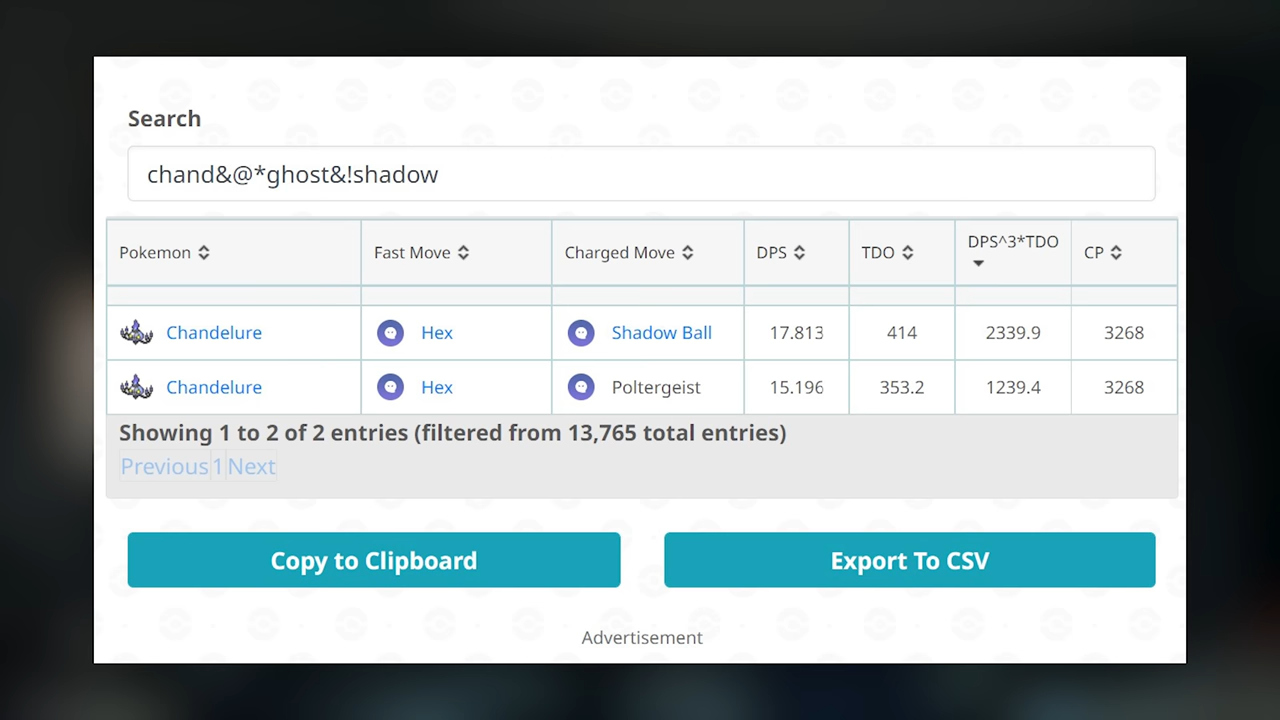 Search
chand&@*ghost&!shadow
Pokemon Fast Move Charged Move DPS TDO DPS^3*TDO CP
Chandelure Hex Shadow Ball 17.813 414 2339.9 3268
Chandelure Hex Poltergeist 15.196 353.2 1239.4 3268
Showing 1 to 2 of 2 entries (filtered from 13,765 total entries)
Previous 1 Next
Copy to Clipboard Export To CSV
Advertisement